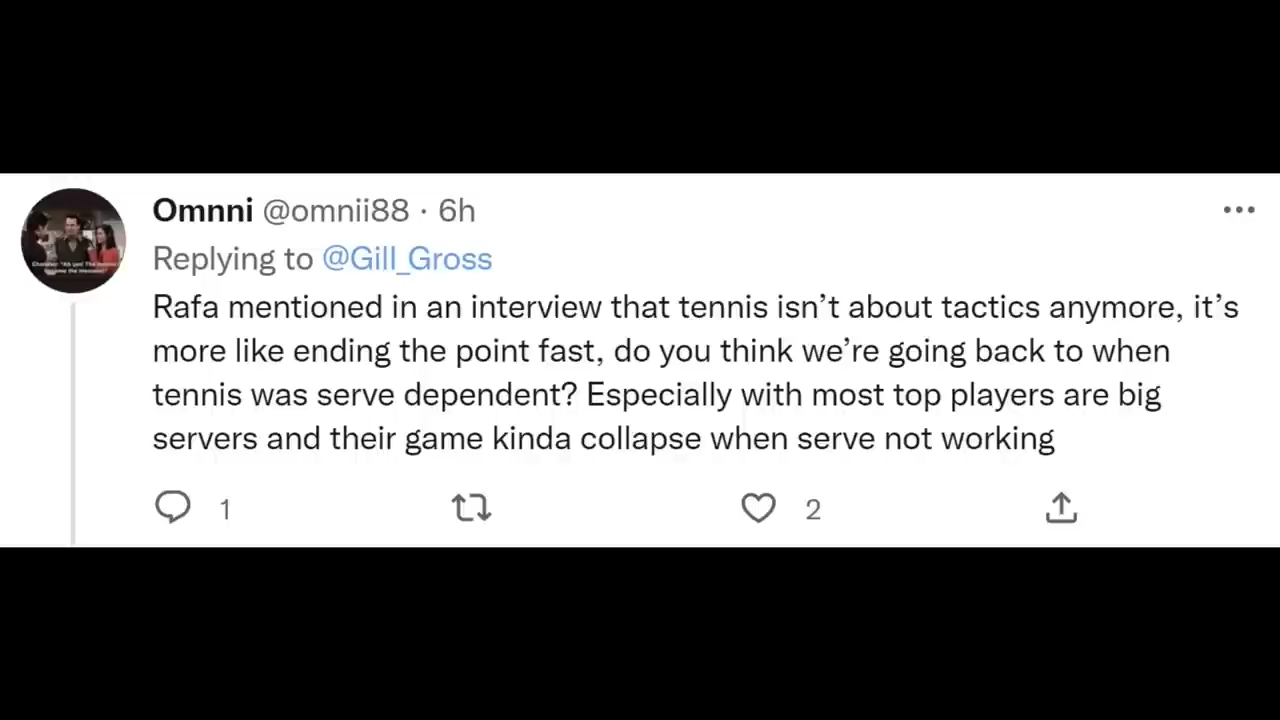 Omnni @omnii88 · 6h
Replying to @Gill_Gross
Rafa mentioned in an interview that tennis isn’t about tactics anymore, it’s
more like ending the point fast, do you think we’re going back to when
tennis was serve dependent? Especially with most top players are big
servers and their game kinda collapse when serve not working
1 2